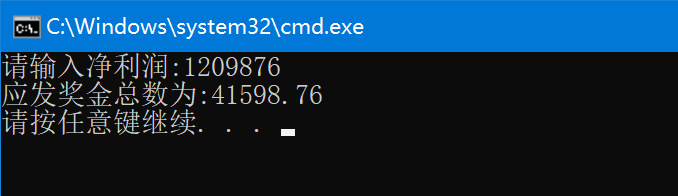 C:\Windows\system32\cmd.exe
请输入净利润:1209876
应发奖金总数为:41598.76
请按任意键继续. . .